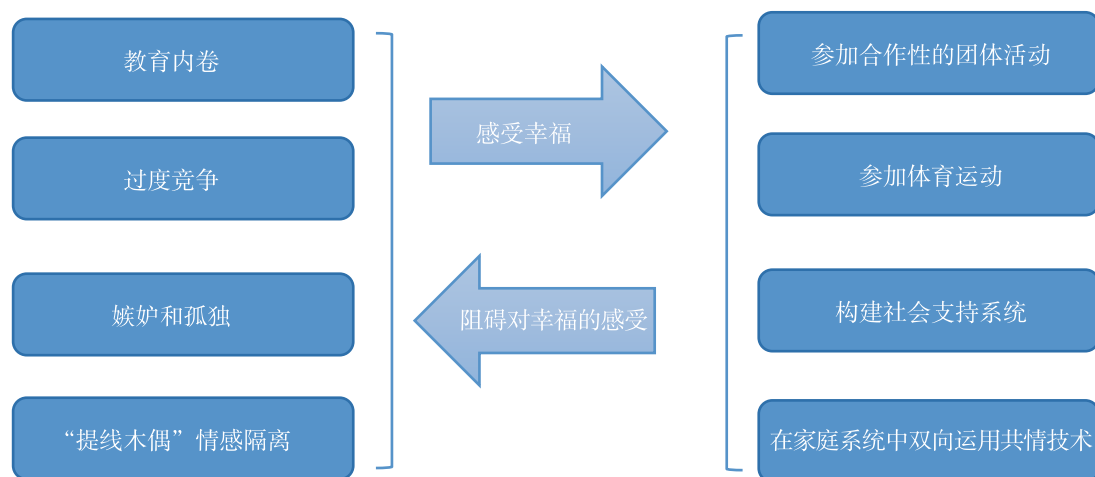 教育内卷
过度竞争
嫉妒和孤独
“提线木偶”情感隔离
感受幸福
阻碍对幸福的感受
参加合作性的团体活动
参加体育运动
构建社会支持系统
在家庭系统中双向运用共情技术